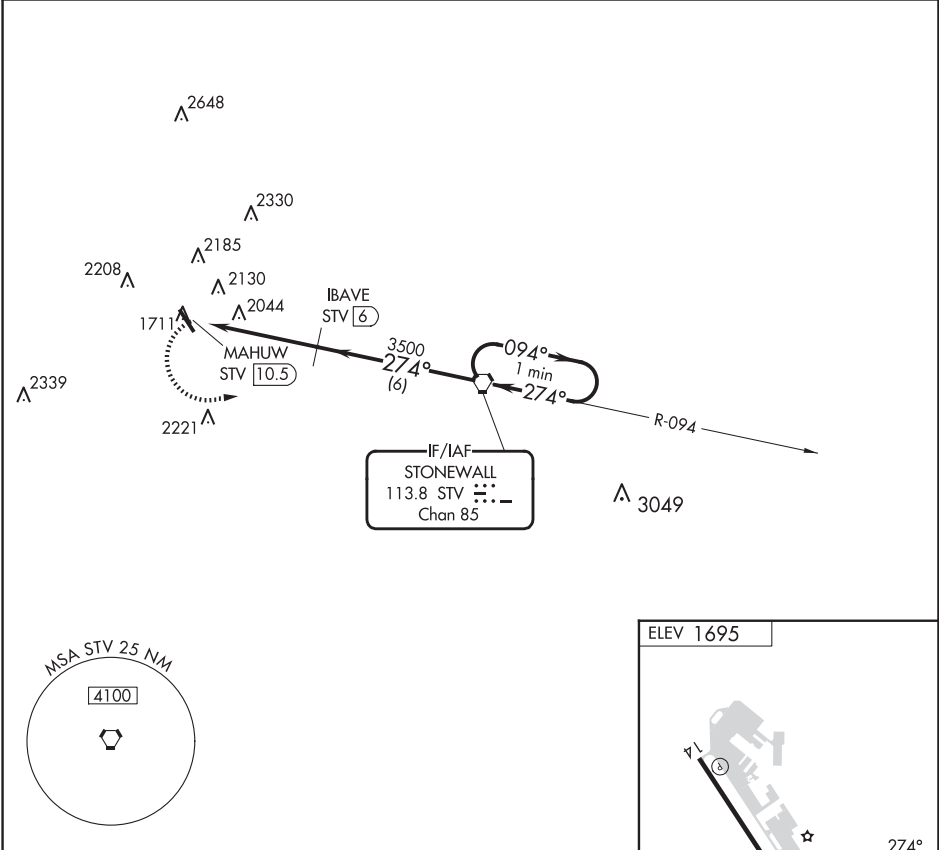 2648
2330
2185
2208
2130
2044
1711
IBAVE
STV 6
MAHUW
STV 10.5
3500
274°
(6)
094°
1 min
274°
R-094
2339
2221
IF/IAF
STONEWALL
113.8 STV
Chan 85
3049
MSA STV 25 NM
4100
ELEV 1695
14
P
274°